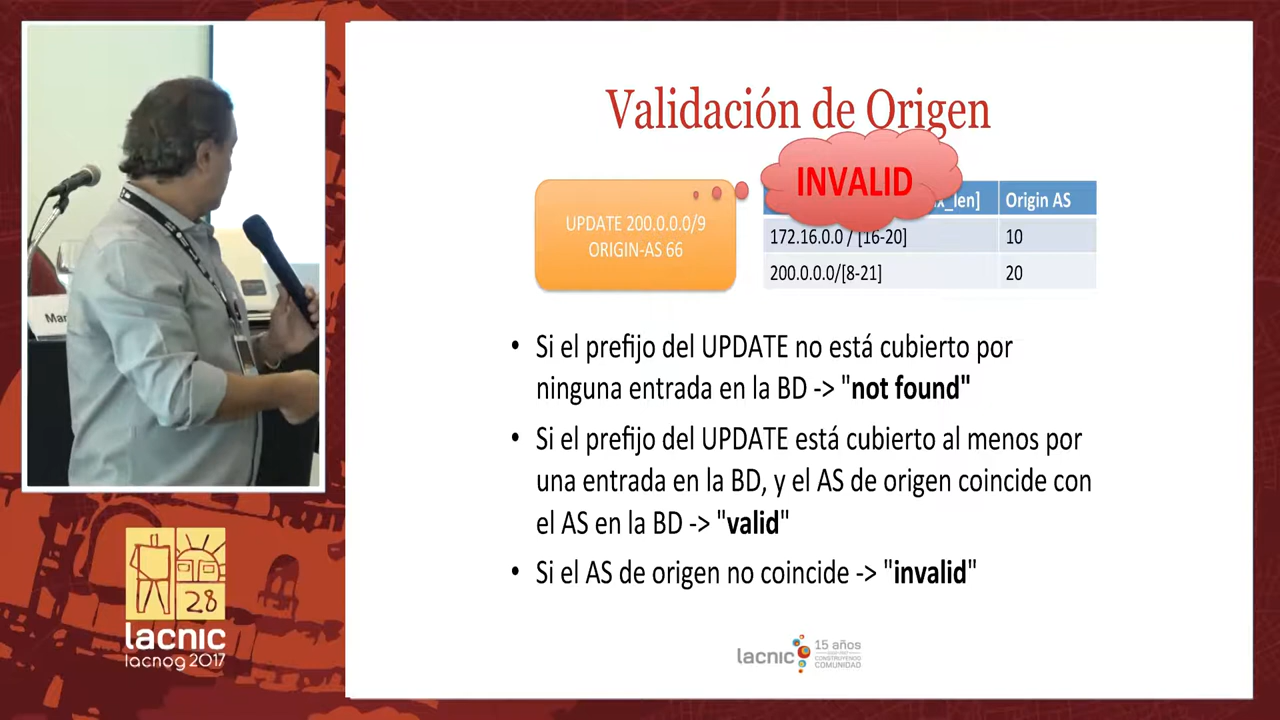 Validación de Origen
INVALID
UPDATE 200.0.0.0/9
ORIGIN-AS 66
x_len]
Origin AS
172.16.0.0 / [16-20]
10
200.0.0.0/[8-21]
20
• Si el prefijo del UPDATE no está cubierto por
ninguna entrada en la BD -> "not found"
• Si el prefijo del UPDATE está cubierto al menos por
una entrada en la BD, y el AS de origen coincide con
el AS en la BD -> "valid"
• Si el AS de origen no coincide -> "invalid"
Mar
28
lacnic
lacnog 2017
lacnic
15 años
CONSTRUYENDO
COMUNIDAD